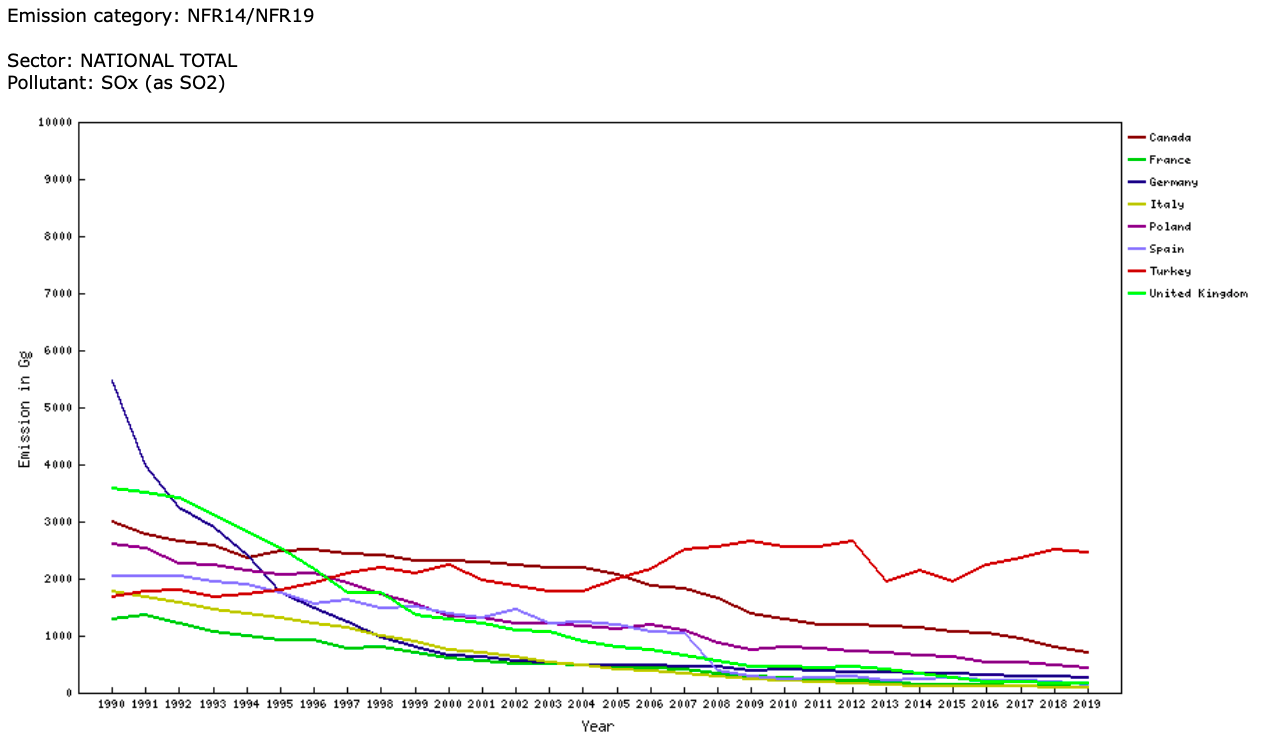 Emission category: NFR14/NFR19
Sector: NATIONAL TOTAL
Pollutant: SOx (as SO2)
10000
9000
8000
7000
6000
5000
4000
3000
2000
1000
0
Emission in Gg
1990 1991 1992 1993 1994 1995 1996 1997 1998 1999 2000 2001 2002 2003 2004 2005 2006 2007 2008 2009 2010 2011 2012 2013 2014 2015 2016 2017 2018 2019
Year
Canada
France
Germany
Italy
Poland
Spain
Turkey
United Kingdom